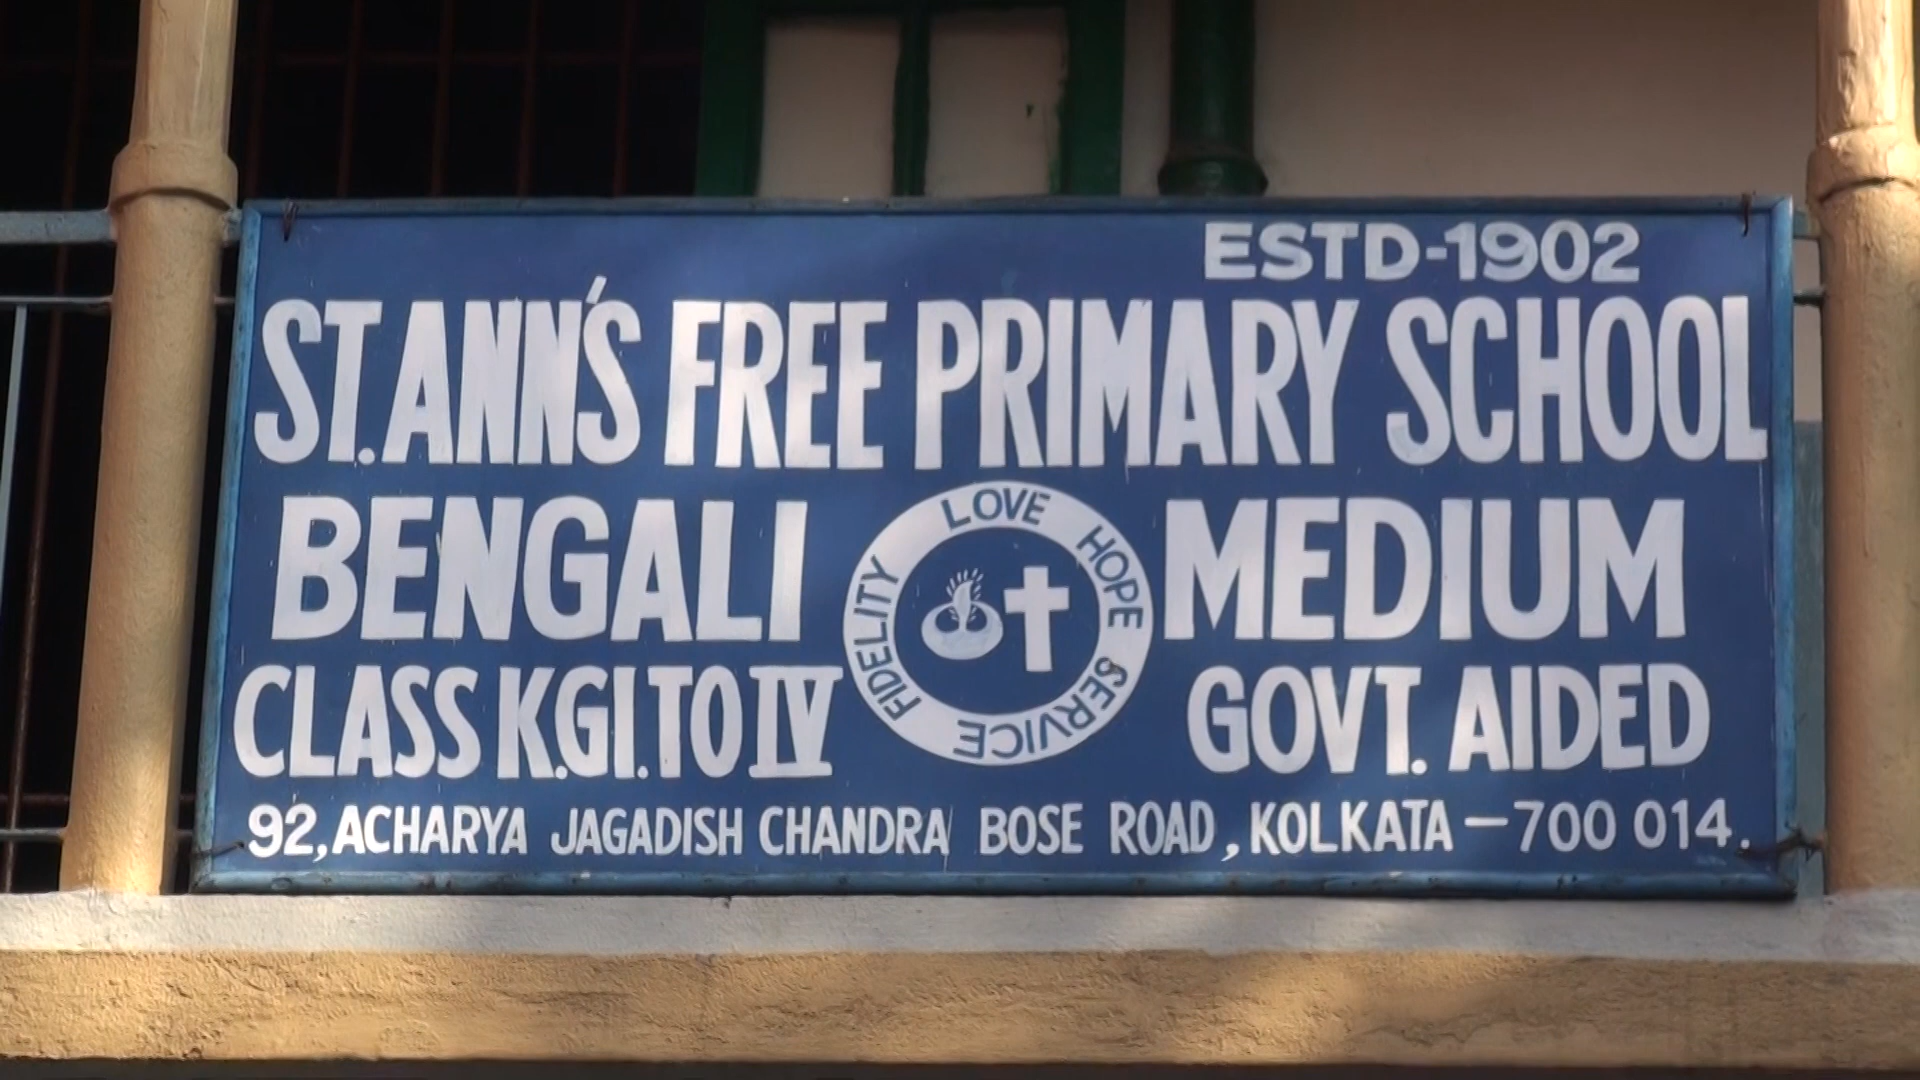 ESTD-1902
ST. ANN'S FREE PRIMARY SCHOOL
BENGALI MEDIUM
LOVE HOPE & SERVICE FIDELITY
CLASS K.GI. TO IV GOVT. AIDED
92, ACHARYA JAGADISH CHANDRA BOSE ROAD, KOLKATA - 700 014.